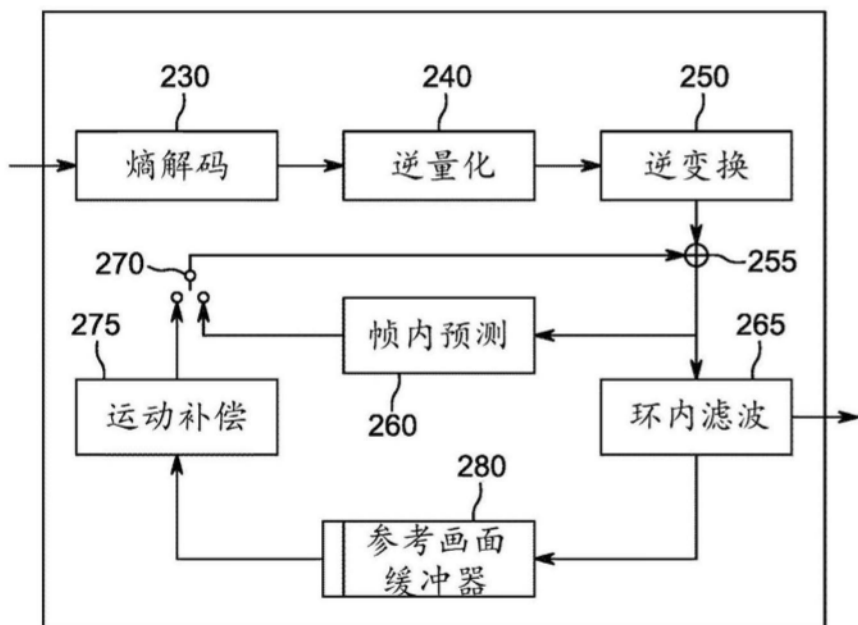 230
240
250
熵解码
逆量化
逆变换
270
255
275
帧内预测
265
运动补偿
260
环内滤波
280
参考画面
缓冲器